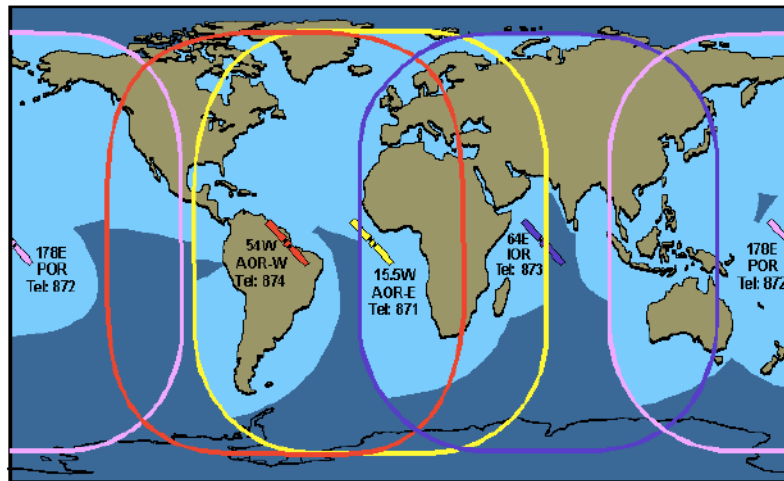 178E
POR
Tel: 872
54W
AOR-W
Tel: 874
15.5W
AOR-E
Tel: 871
64E
IOR
Tel: 873
178E
POR
Tel: 872